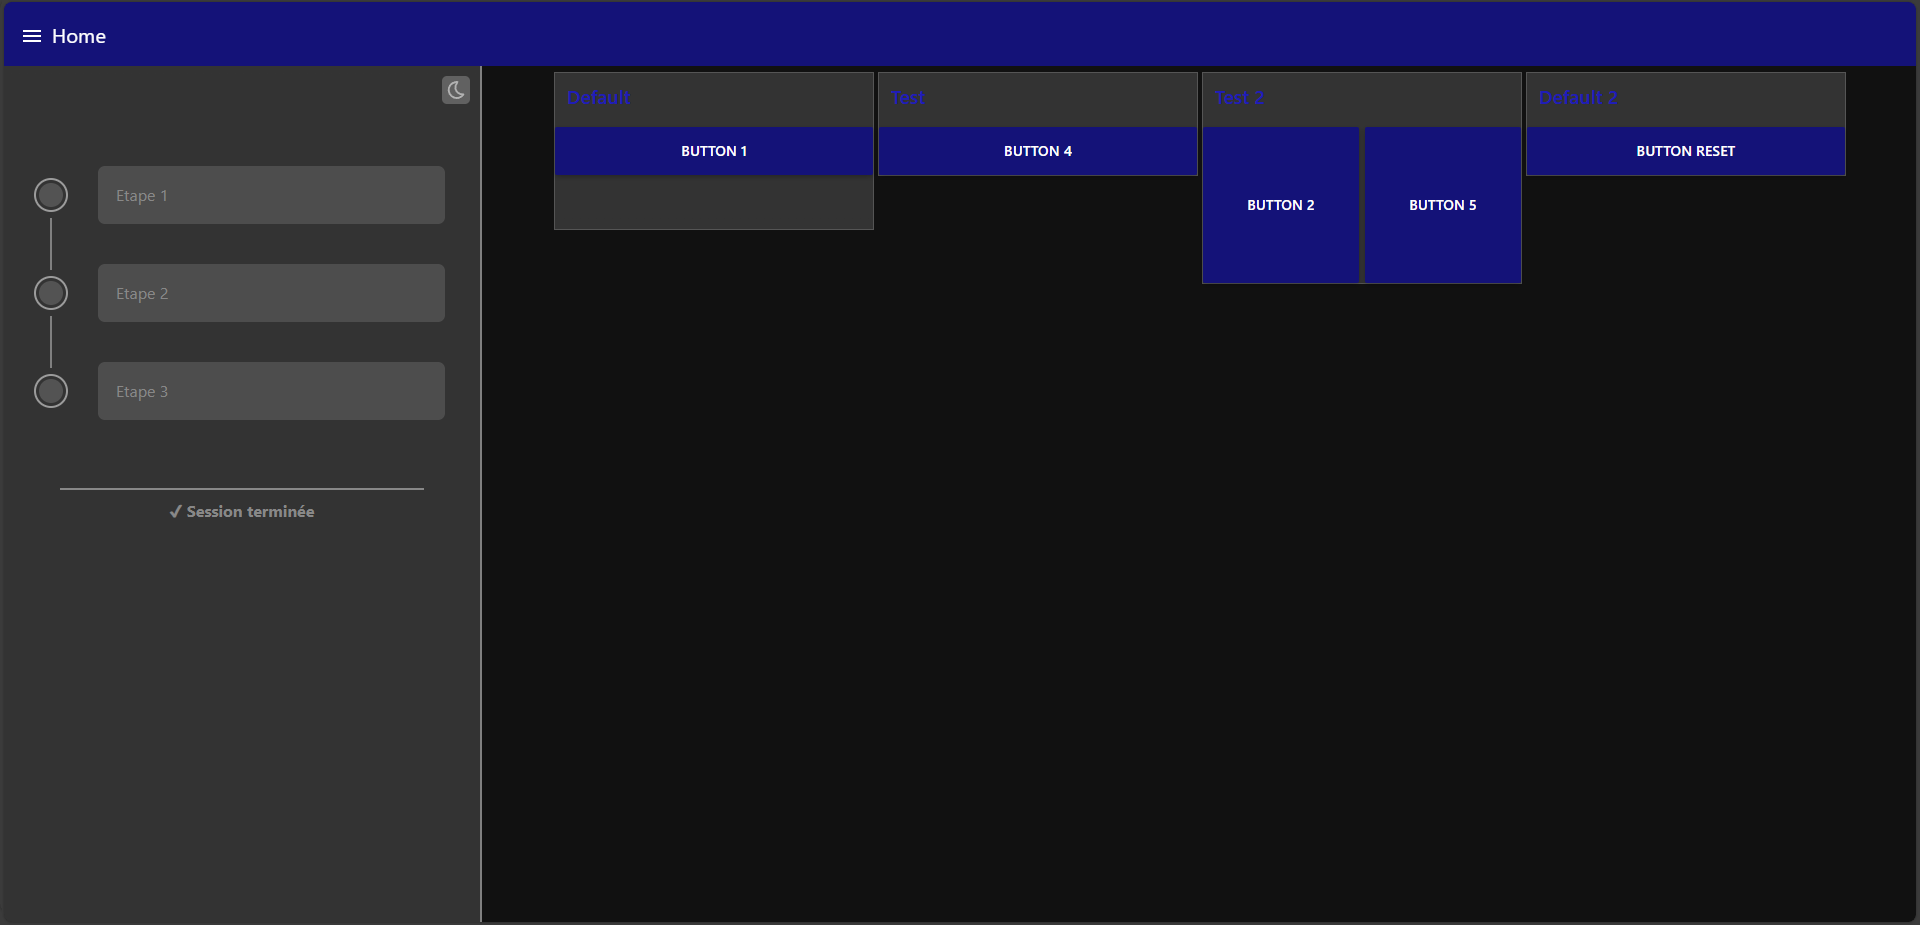 Home
Etape 1
Etape 2
Etape 3
✓ Session terminée
Default
BUTTON 1
Test
BUTTON 4
Test 2
BUTTON 2
BUTTON 5
Default 2
BUTTON RESET